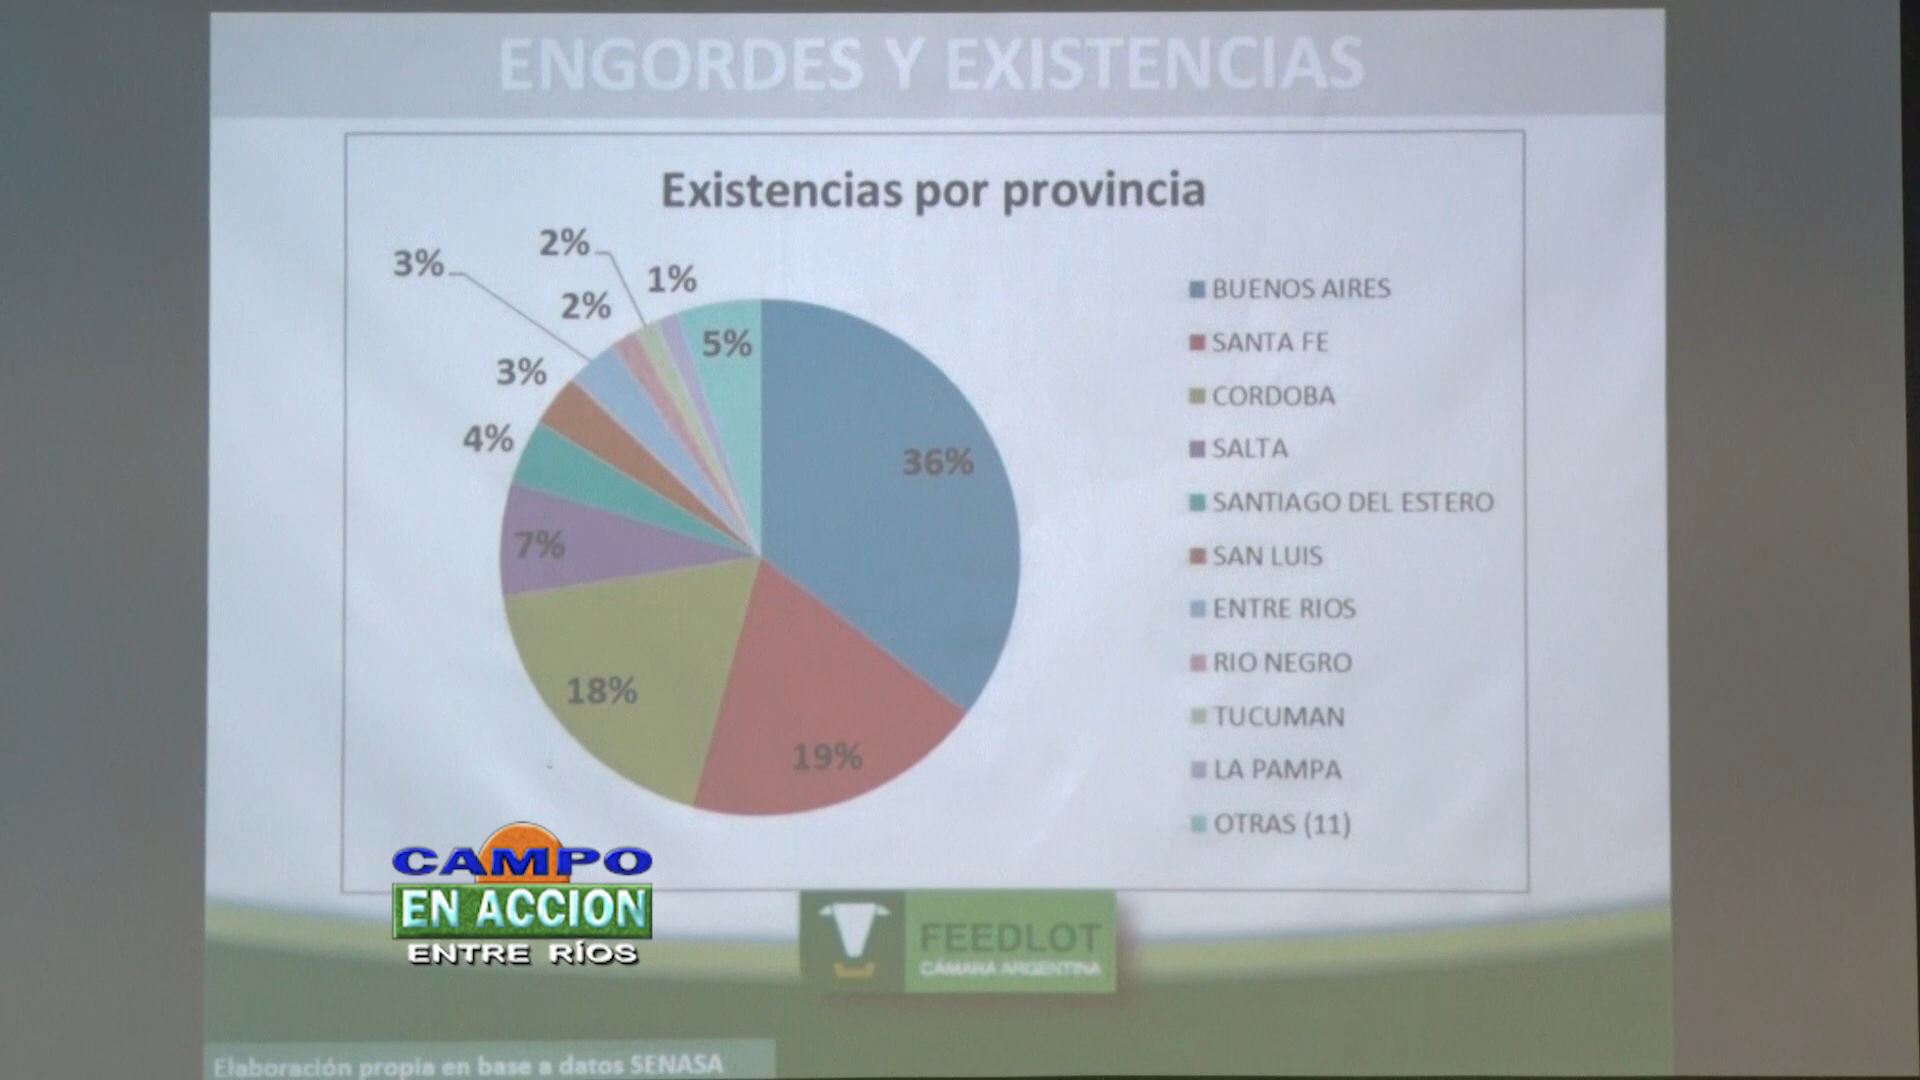 ENGORDES Y EXISTENCIAS
Existencias por provincia
2%
3%
1%
2%
5%
3%
4%
36%
7%
18%
19%
BUENOS AIRES
SANTA FE
CORDOBA
SALTA
SANTIAGO DEL ESTERO
SAN LUIS
ENTRE RIOS
RIO NEGRO
TUCUMAN
LA PAMPA
OTRAS (11)
CAMPO
EN ACCION
ENTRE RÍOS
FEEDLOT
CÁMARA ARGENTINA
Elaboración propia en base a datos SENASA